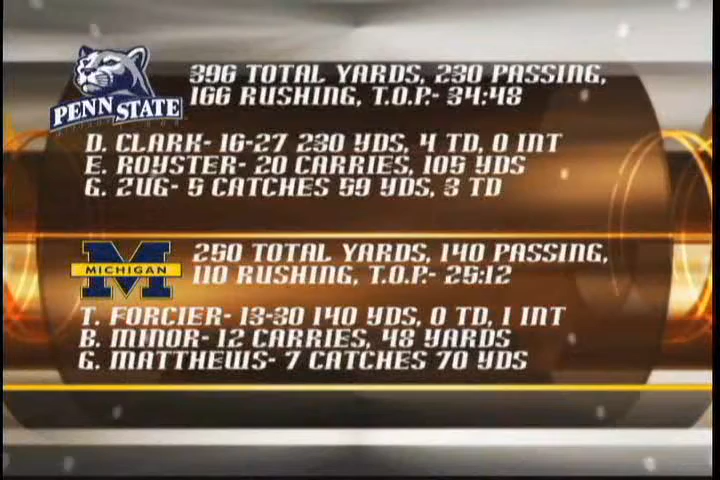 PENN STATE
396 TOTAL YARDS, 230 PASSING,
166 RUSHING, T.O.P.- 34:48
D. CLARK- 16-27 230 YDS, 4 TD, 0 INT
E. ROYSTER- 20 CARRIES, 105 YDS
G. ZUG- 5 CATCHES 59 YDS, 3 TD
MICHIGAN
250 TOTAL YARDS, 140 PASSING,
110 RUSHING, T.O.P.- 25:12
T. FORCIER- 13-30 140 YDS, 0 TD, 1 INT
B. MINOR- 12 CARRIES, 48 YARDS
G. MATTHEWS- 7 CATCHES 70 YDS